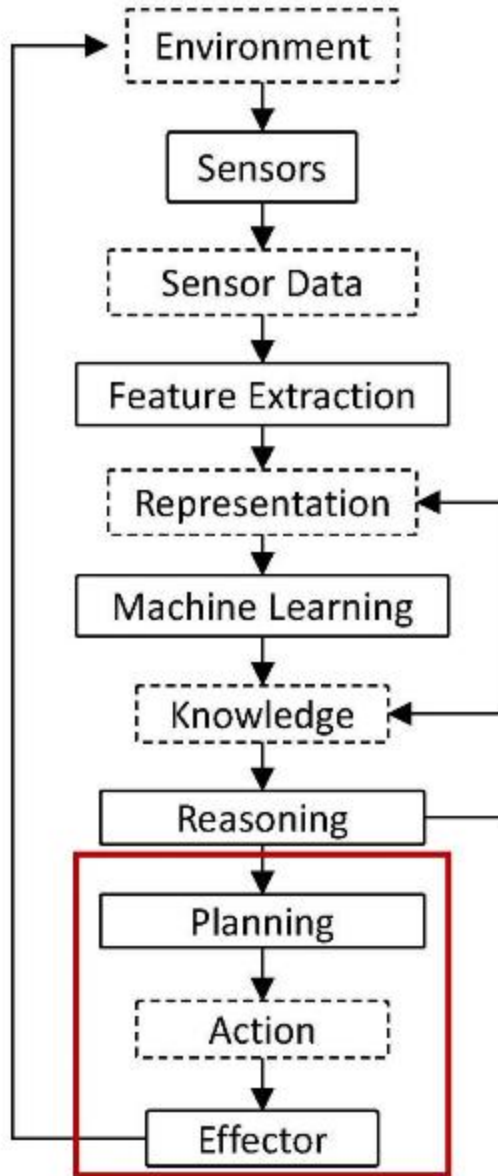 Environment
Sensors
Sensor Data
Feature Extraction
Representation
Machine Learning
Knowledge
Reasoning
Planning
Action
Effector